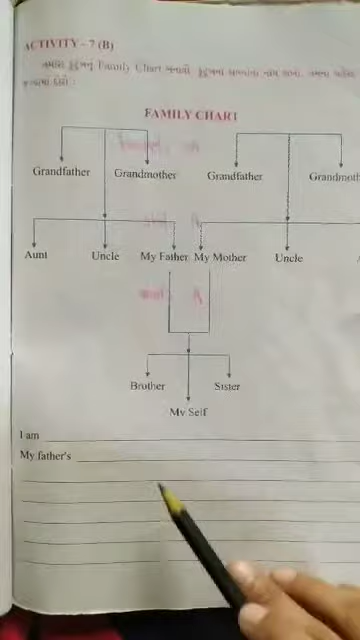 ACTIVITY - 7 (B)
Family Chart
FAMILY CHART
Grandfather Grandmother Grandfather Grandmoth
Aunt Uncle My Father My Mother Uncle
Brother Sister
My Self
I am
My father's